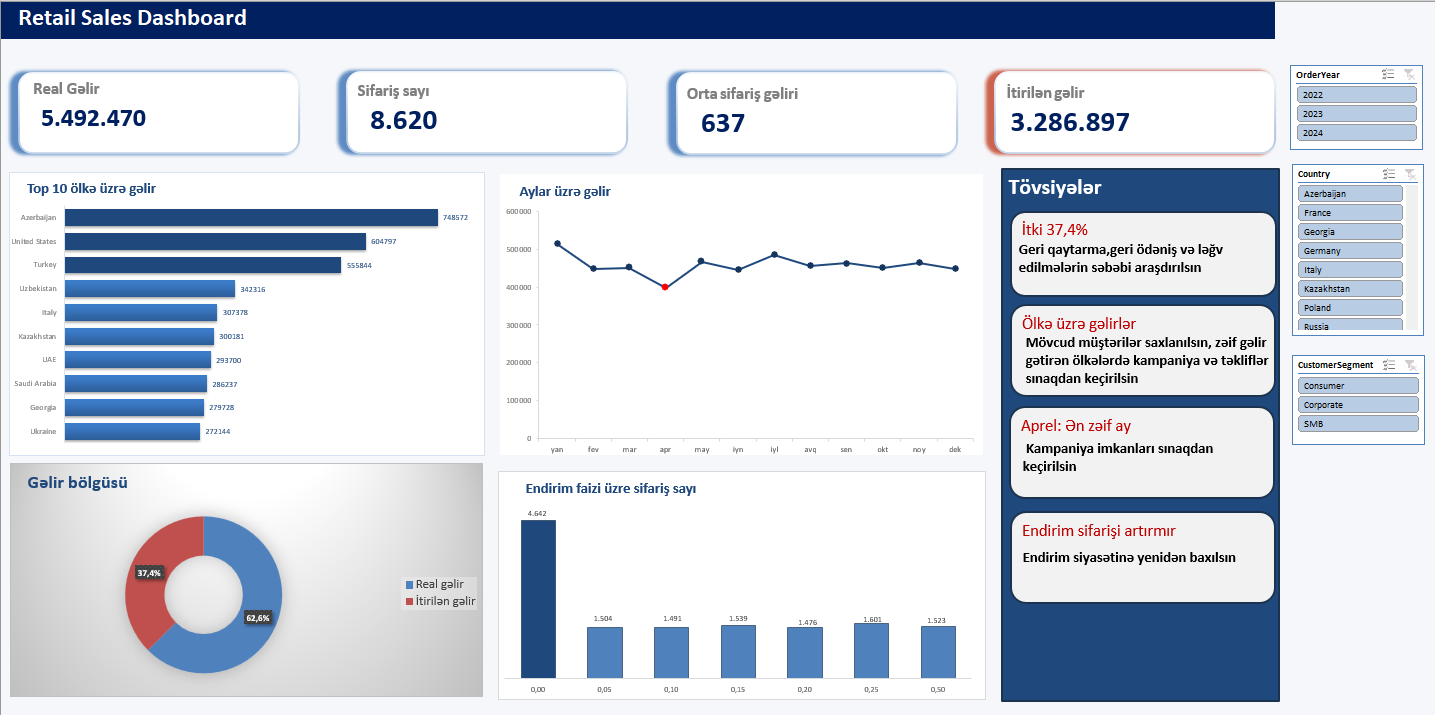 Retail Sales Dashboard
Real Gəlir
5.492.470
Sifariş sayı
8.620
Orta sifariş gəliri
637
İtirilən gəlir
3.286.897
OrderYear
2022
2023
2024
Country
Azerbaijan
France
Georgia
Germany
Italy
Kazakhstan
Poland
Russia
CustomerSegment
Consumer
Corporate
SMB
Top 10 ölkə üzrə gəlir
Azerbaijan 748572
United States 604797
Turkey 555844
Uzbekistan 342316
Italy 307378
Kazakhstan 300181
UAE 293700
Saudi Arabia 286237
Georgia 279728
Ukraine 272144
Aylar üzrə gəlir
600000
500000
400000
300000
200000
100000
0
yan fev mar apr may iyn iyl avq sen okt noy dek
Gəlir bölgüsü
37,4%
62,6%
Real gəlir
İtirilən gəlir
Endirim faizi üzre sifariş sayı
4.642 1.504 1.491 1.539 1.476 1.601 1.523
0,00 0,05 0,10 0,15 0,20 0,25 0,50
Tövsiyələr
İtki 37,4%
Geri qaytarma,geri ödəniş və ləğv
edilmələrin səbəbi araşdırılsın
Ölkə üzrə gəlirlər
Mövcud müştərilər saxlanılsın, zəif gəlir
gətirən ölkələrdə kampaniya və təkliflər
sınaqdan keçirilsin
Aprel: Ən zəif ay
Kampaniya imkanları sınaqdan
keçirilsin
Endirim sifarişi artırmır
Endirim siyasətinə yenidən baxılsın